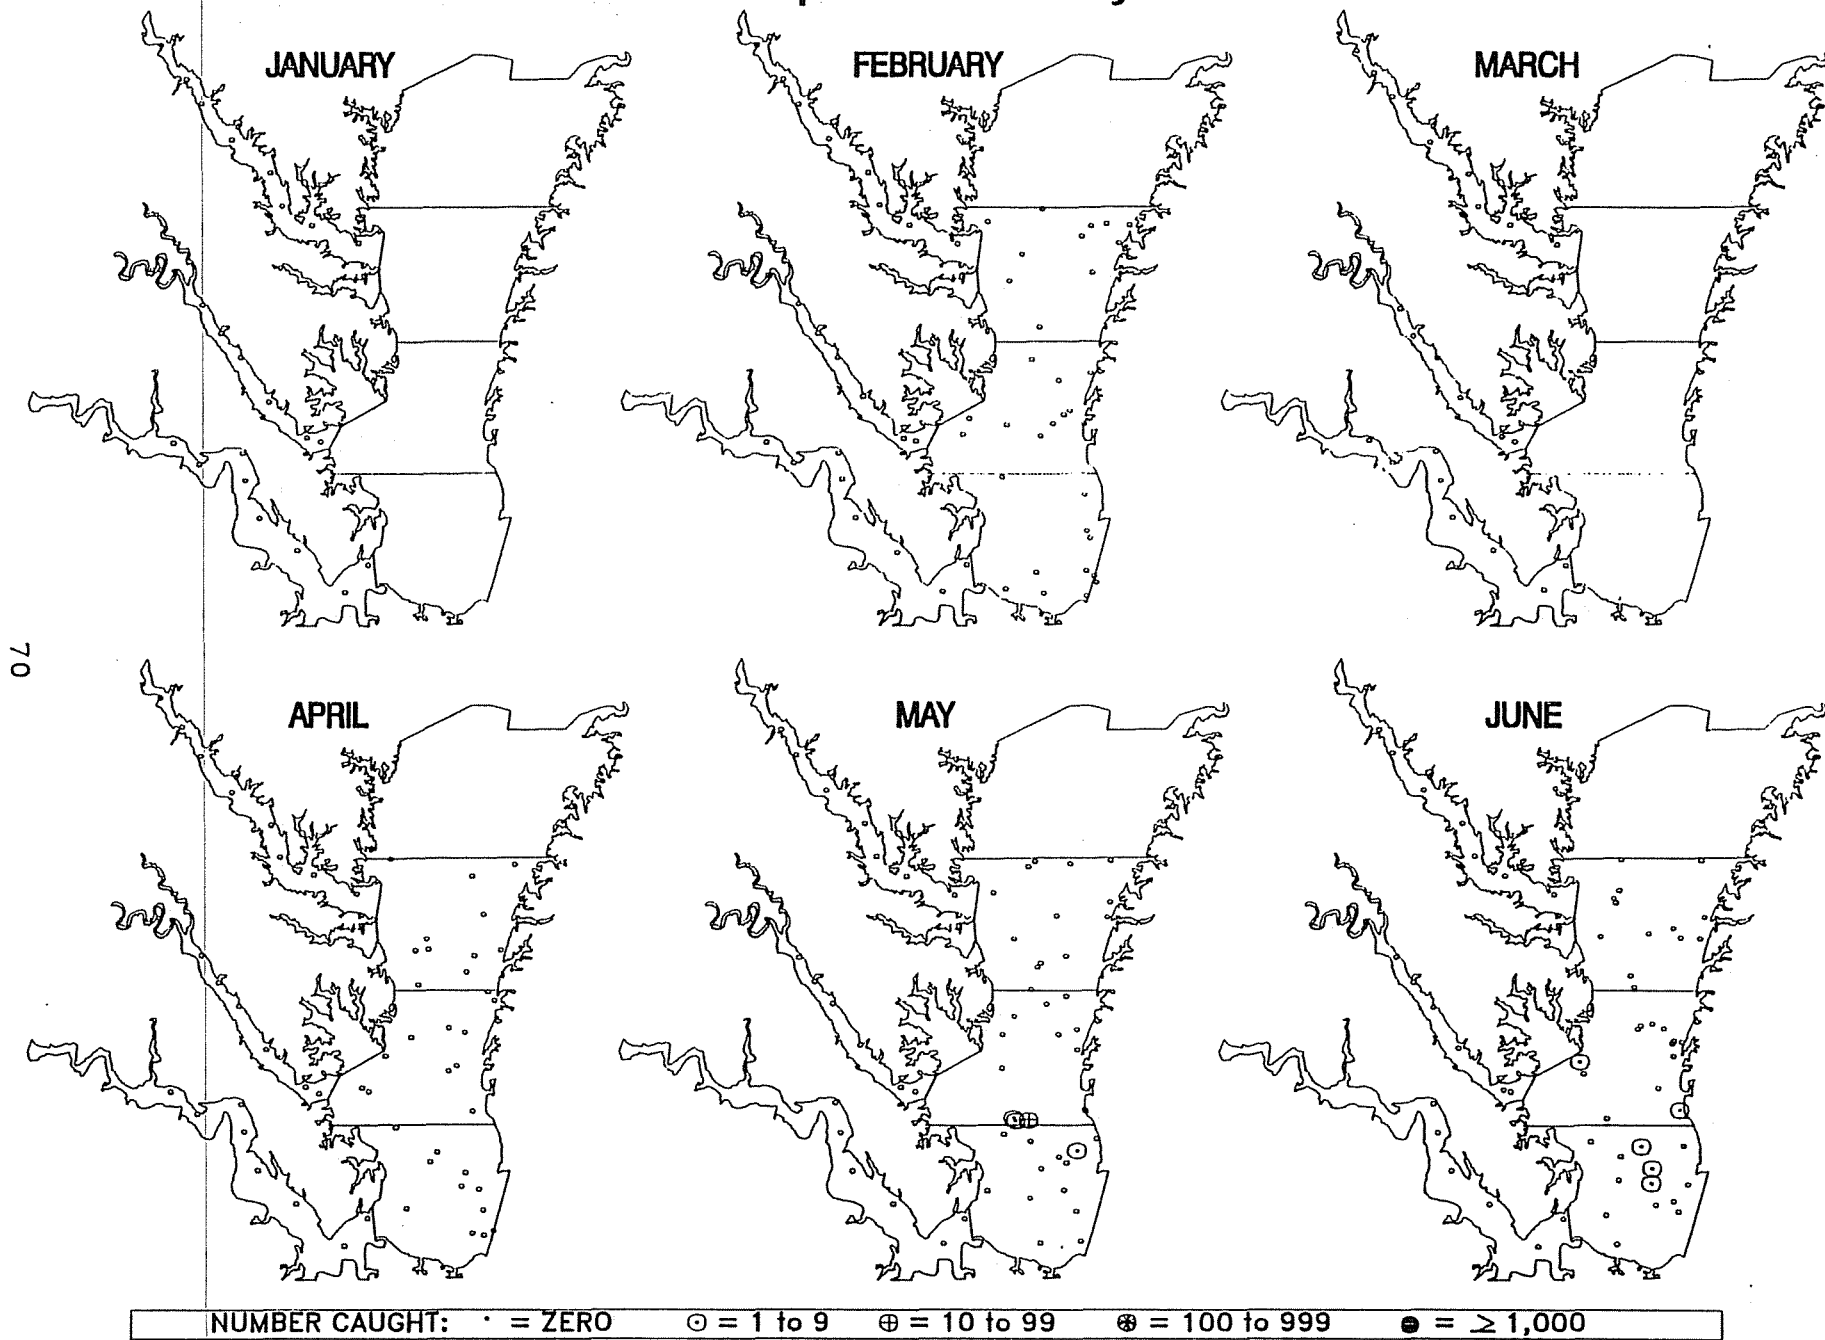 JANUARY
FEBRUARY
MARCH
70
APRIL
MAY
JUNE
NUMBER CAUGHT: · = ZERO ⊙ = 1 to 9 ⊕ = 10 to 99 ⊛ = 100 to 999 ● = ≥ 1,000